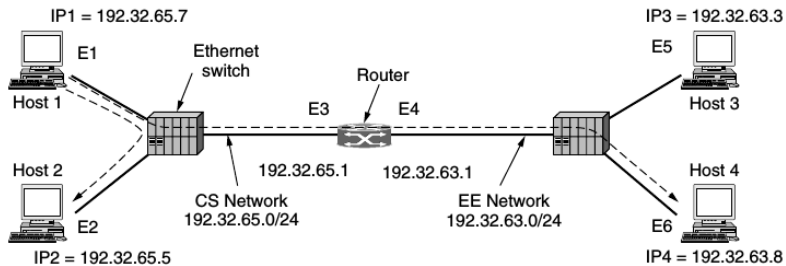 IP1 = 192.32.65.7
E1
Host 1
Ethernet
switch
Router
E3
E4
IP3 = 192.32.63.3
E5
Host 3
Host 2
E2
IP2 = 192.32.65.5
192.32.65.1
CS Network
192.32.65.0/24
192.32.63.1
EE Network
192.32.63.0/24
Host 4
E6
IP4 = 192.32.63.8